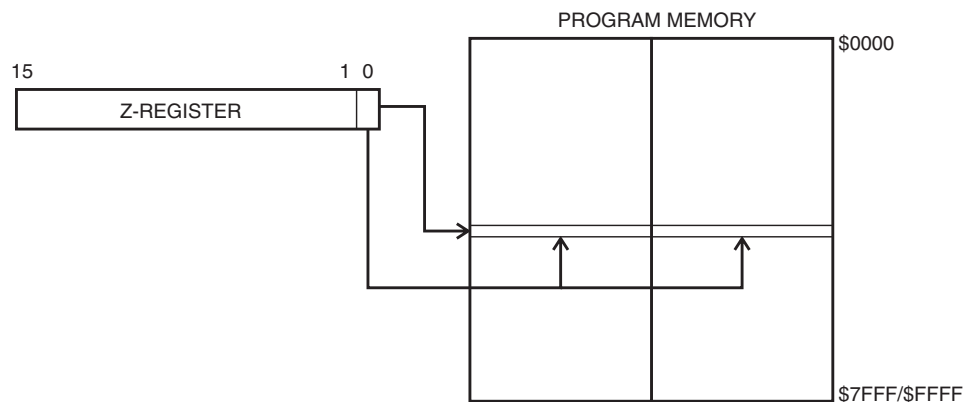 PROGRAM MEMORY
$0000
15 1 0
Z-REGISTER
$7FFF/$FFFF